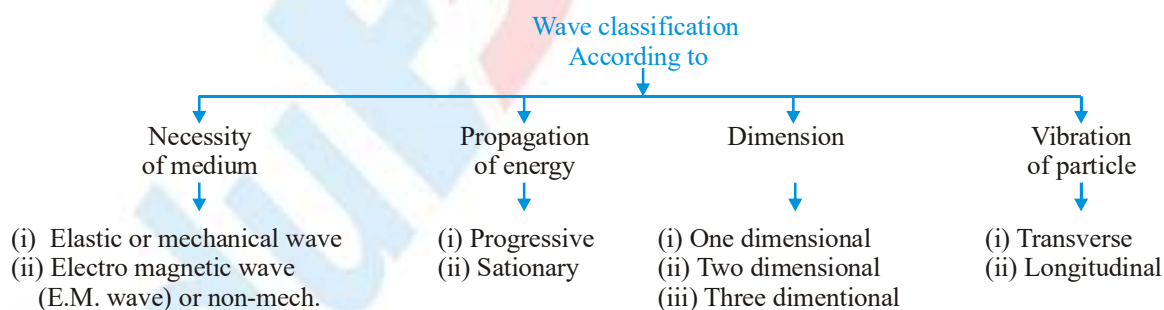 Wave classification
According to
Necessity
of medium
Propagation
of energy
Dimension
Vibration
of particle
(i) Elastic or mechanical wave
(ii) Electro magnetic wave
(E.M. wave) or non-mech.
(i) Progressive
(ii) Sationary
(i) One dimensional
(ii) Two dimensional
(iii) Three dimentional
(i) Transverse
(ii) Longitudinal